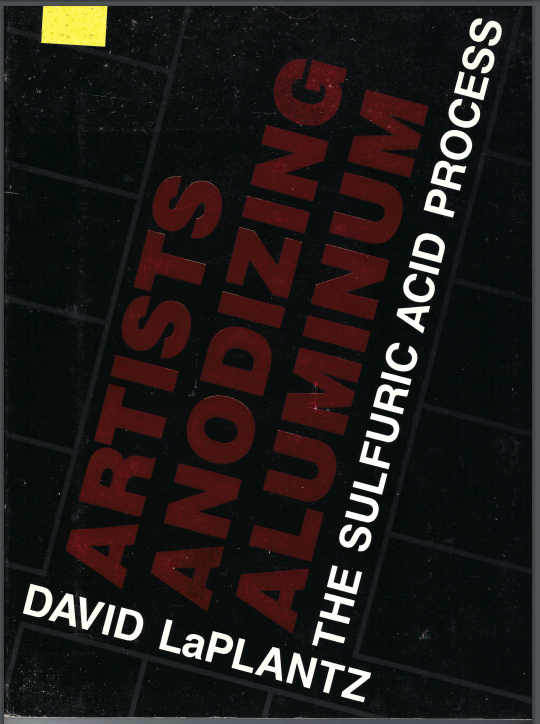 ARTISTS
ANODIZING
ALUMINUM
THE SULFURIC ACID PROCESS
DAVID LaPLANTZ